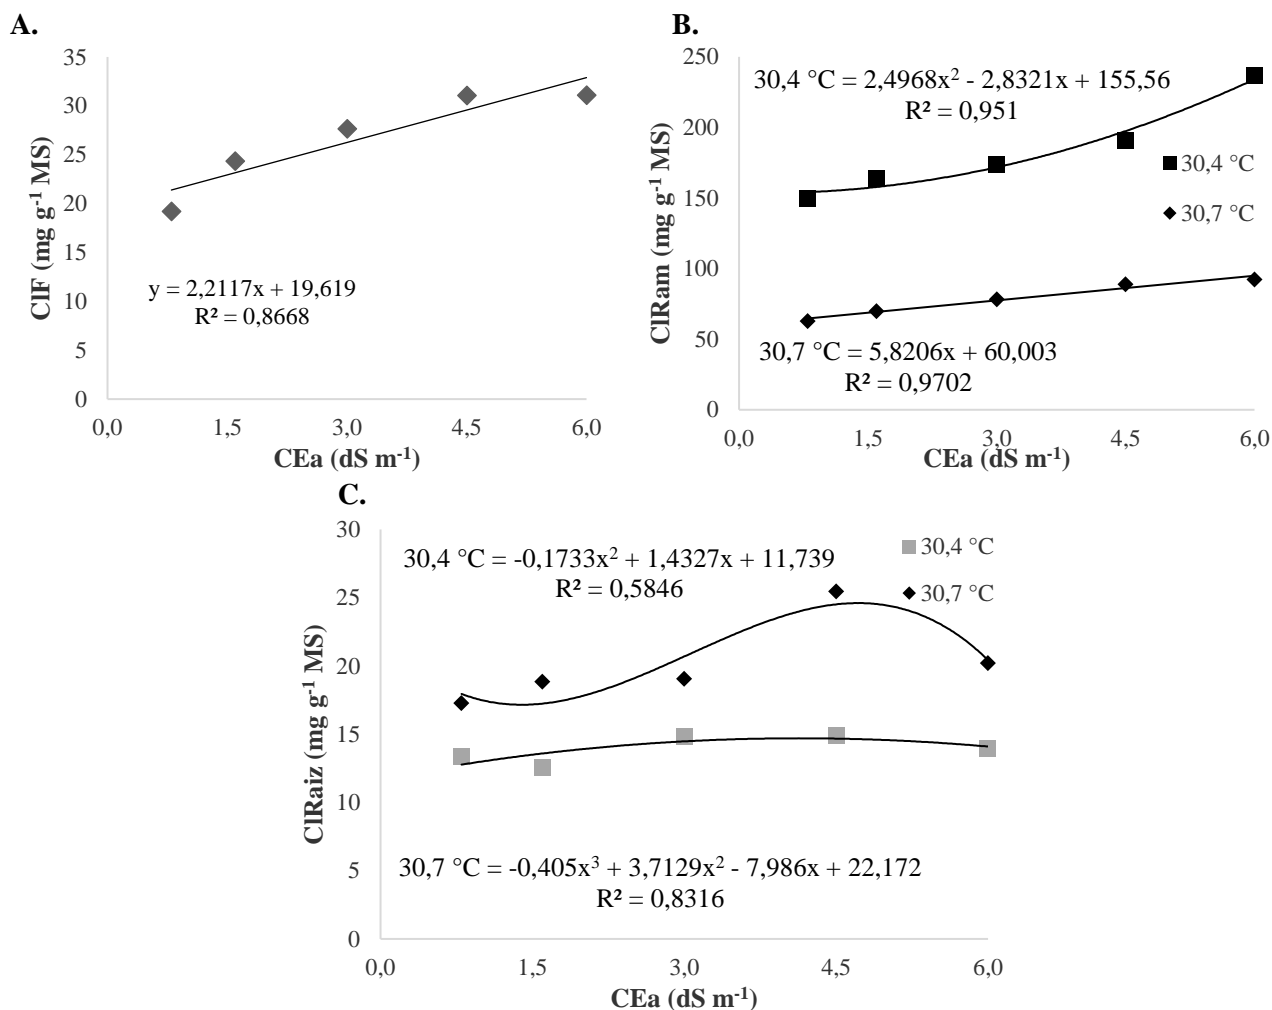 A.
35
30
25
20
15
10
5
0
ClF (mg g⁻¹ MS)
y = 2,2117x + 19,619
R² = 0,8668
0,0 1,5 3,0 4,5 6,0
CEa (dS m⁻¹)
B.
250
200
150
100
50
0
ClRam (mg g⁻¹ MS)
30,4 °C = 2,4968x² - 2,8321x + 155,56
R² = 0,951
30,4 °C
30,7 °C
30,7 °C = 5,8206x + 60,003
R² = 0,9702
0,0 1,5 3,0 4,5 6,0
CEa (dS m⁻¹)
C.
30
25
20
15
10
5
0
ClRaiz (mg g⁻¹ MS)
30,4 °C = -0,1733x² + 1,4327x + 11,739
R² = 0,5846
30,4 °C
30,7 °C
30,7 °C = -0,405x³ + 3,7129x² - 7,986x + 22,172
R² = 0,8316
0,0 1,5 3,0 4,5 6,0
CEa (dS m⁻¹)